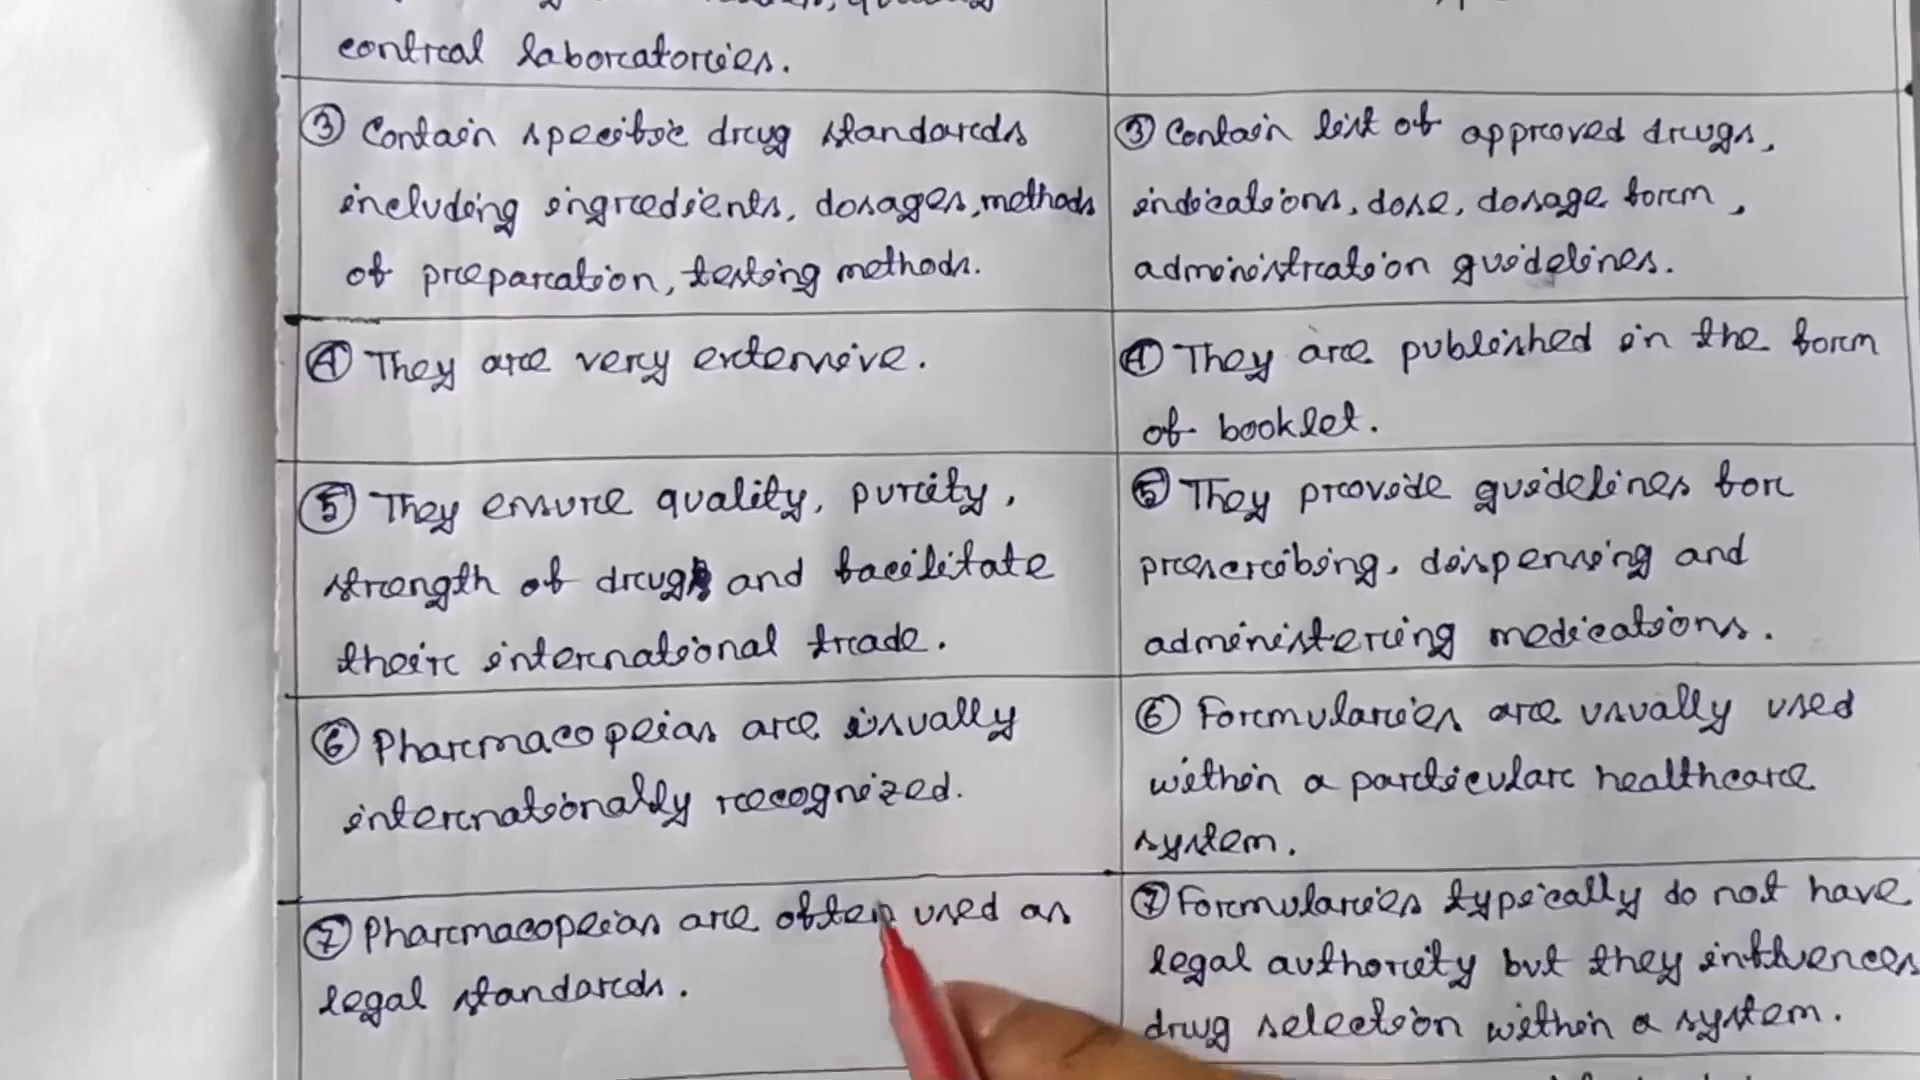 control laboratories.
③ Contain specific drug standards
including ingredients, dosages, methods
of preparation, testing methods.
④ They are very extensive.
⑤ They ensure quality, purity,
strength of drugs and facilitate
their international trade.
⑥ Pharmacopeias are usually
internationally recognized.
⑦ Pharmacopeias are often used as
legal standards.
③ Contain list of approved drugs,
indications, dose, dosage form,
administration guidelines.
④ They are published in the form
of booklet.
⑤ They provide guidelines for
prescribing, dispensing and
administering medications.
⑥ Formularies are usually used
within a particular healthcare
system.
⑦ Formularies typically do not have
legal authority but they influences
drug selection within a system.